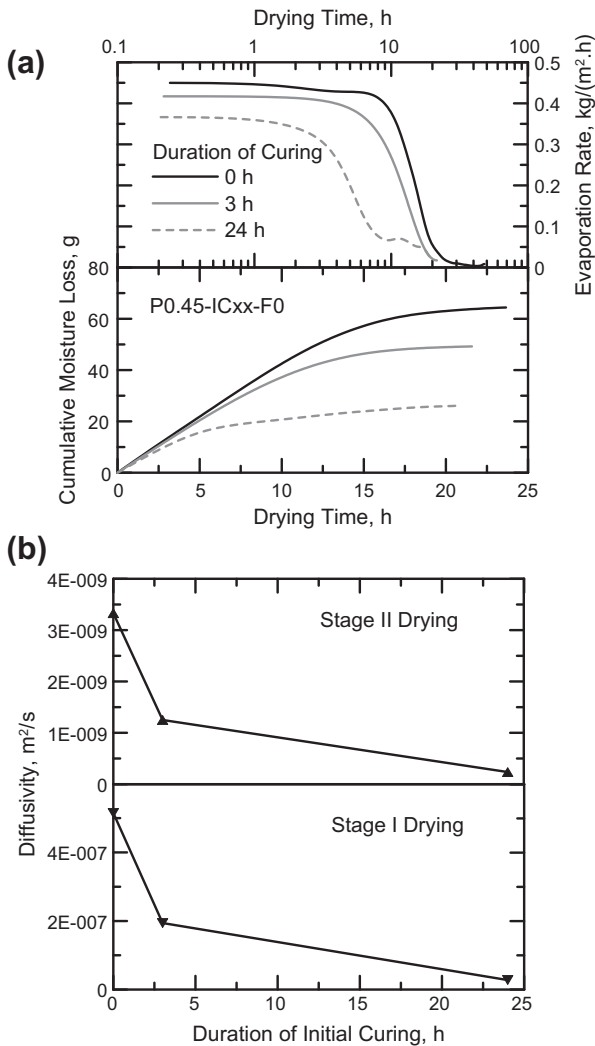 Drying Time, h
0.1 1 10 100
(a)
0.5
0.4
0.3
0.2
0.1
0
Evaporation Rate, kg/(m².h)
Duration of Curing
0 h
3 h
24 h
80
60
40
20
0
Cumulative Moisture Loss, g
P0.45-ICxx-F0
0 5 10 15 20 25
Drying Time, h
(b)
4E-009
3E-009
2E-009
1E-009
0
Stage II Drying
Diffusivity, m²/s
4E-007
2E-007
0
Stage I Drying
0 5 10 15 20 25
Duration of Initial Curing, h